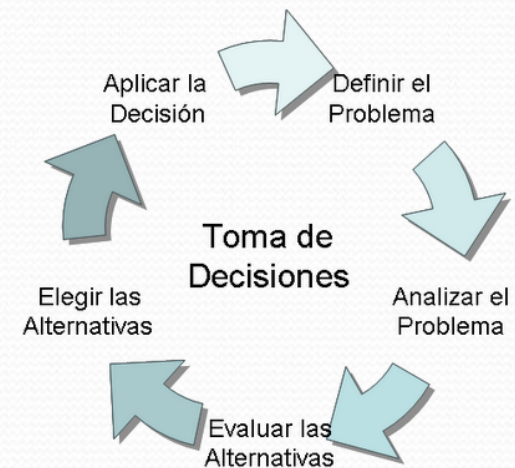 Aplicar la
Decisión
Definir el
Problema
Toma de
Decisiones
Elegir las
Alternativas
Analizar el
Problema
Evaluar las
Alternativas